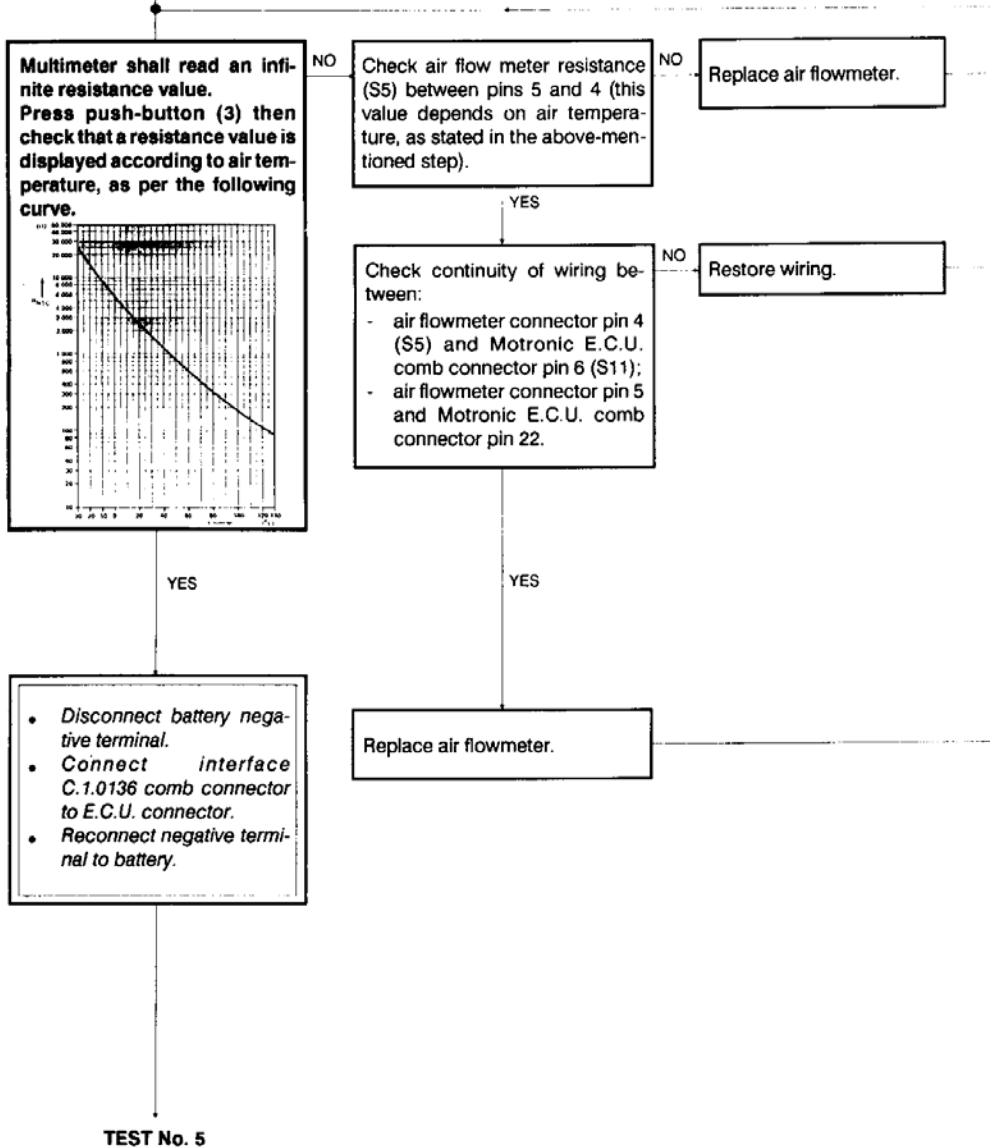 Multimeter shall read an infi-
nite resistance value.
Press push-button (3) then
check that a resistance value is
displayed according to air tem-
perature, as per the following
curve.
NO
Check air flow meter resistance
(S5) between pins 5 and 4 (this
value depends on air tempera-
ture, as stated in the above-men-
tioned step).
NO
Replace air flowmeter.
YES
Check continuity of wiring be-
tween:
- air flowmeter connector pin 4
(S5) and Motronic E.C.U.
comb connector pin 6 (S11);
- air flowmeter connector pin 5
and Motronic E.C.U. comb
connector pin 22.
NO
Restore wiring.
YES
YES
• Disconnect battery nega-
tive terminal.
• Connect interface
C.1.0136 comb connector
to E.C.U. connector.
• Reconnect negative termi-
nal to battery.
Replace air flowmeter.
TEST No. 5